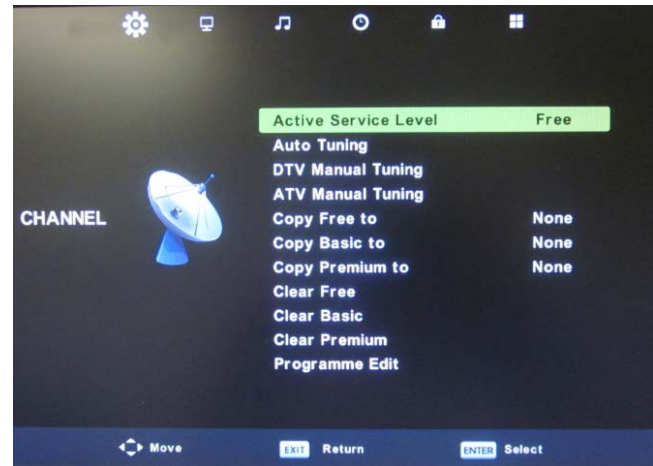 Active Service Level Free
Auto Tuning
DTV Manual Tuning
ATV Manual Tuning
CHANNEL
Copy Free to None
Copy Basic to None
Copy Premium to None
Clear Free
Clear Basic
Clear Premium
Programme Edit
Move EXIT Return ENTER Select